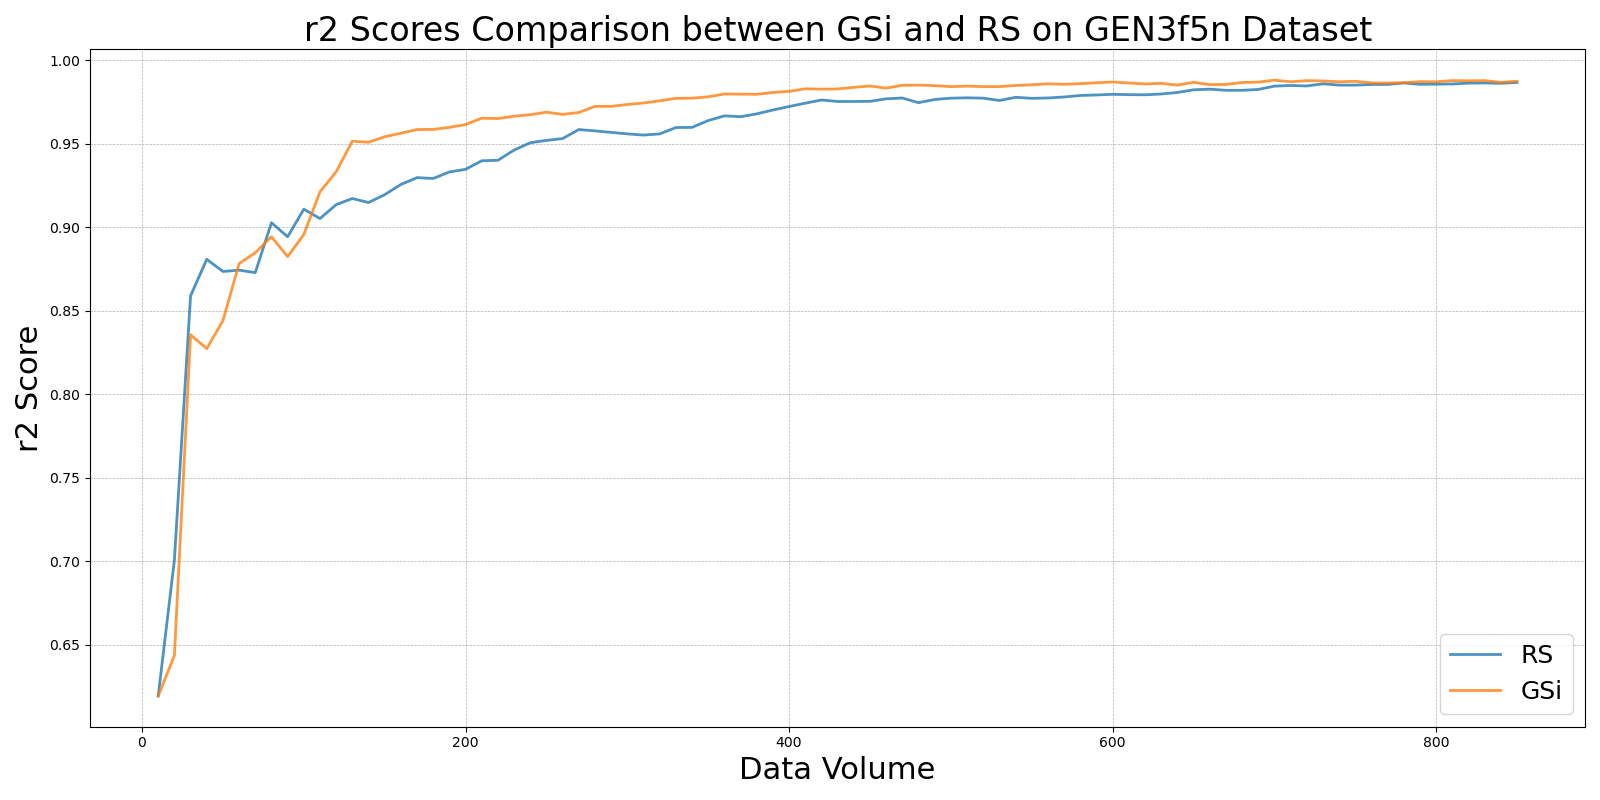 r2 Scores Comparison between GSi and RS on GEN3f5n Dataset
r2 Score
1.00
0.95
0.90
0.85
0.80
0.75
0.70
0.65
0 200 400 600 800
Data Volume
RS
GSi